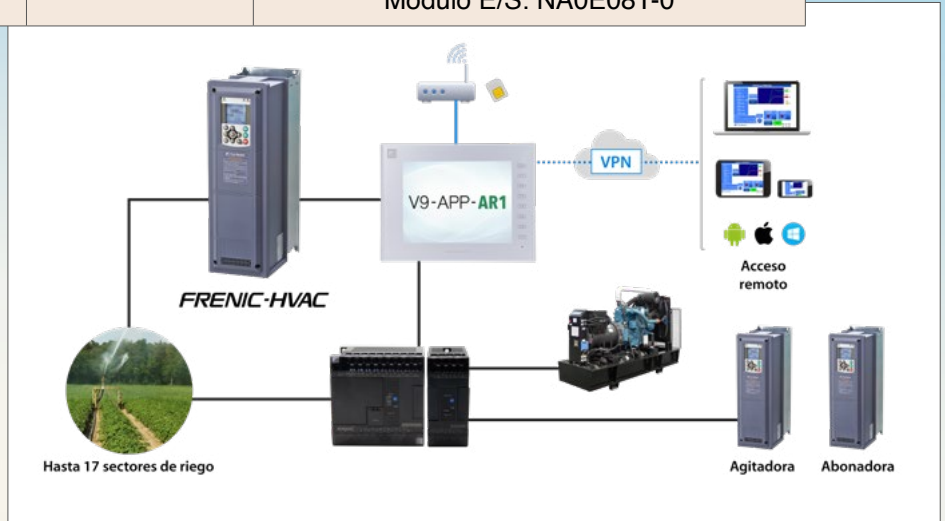 Módulo E/S: NA0E081-0
VPN
V9-APP-AR1
FRENIC-HVAC
Acceso
remoto
Hasta 17 sectores de riego
Agitadora
Abonadora